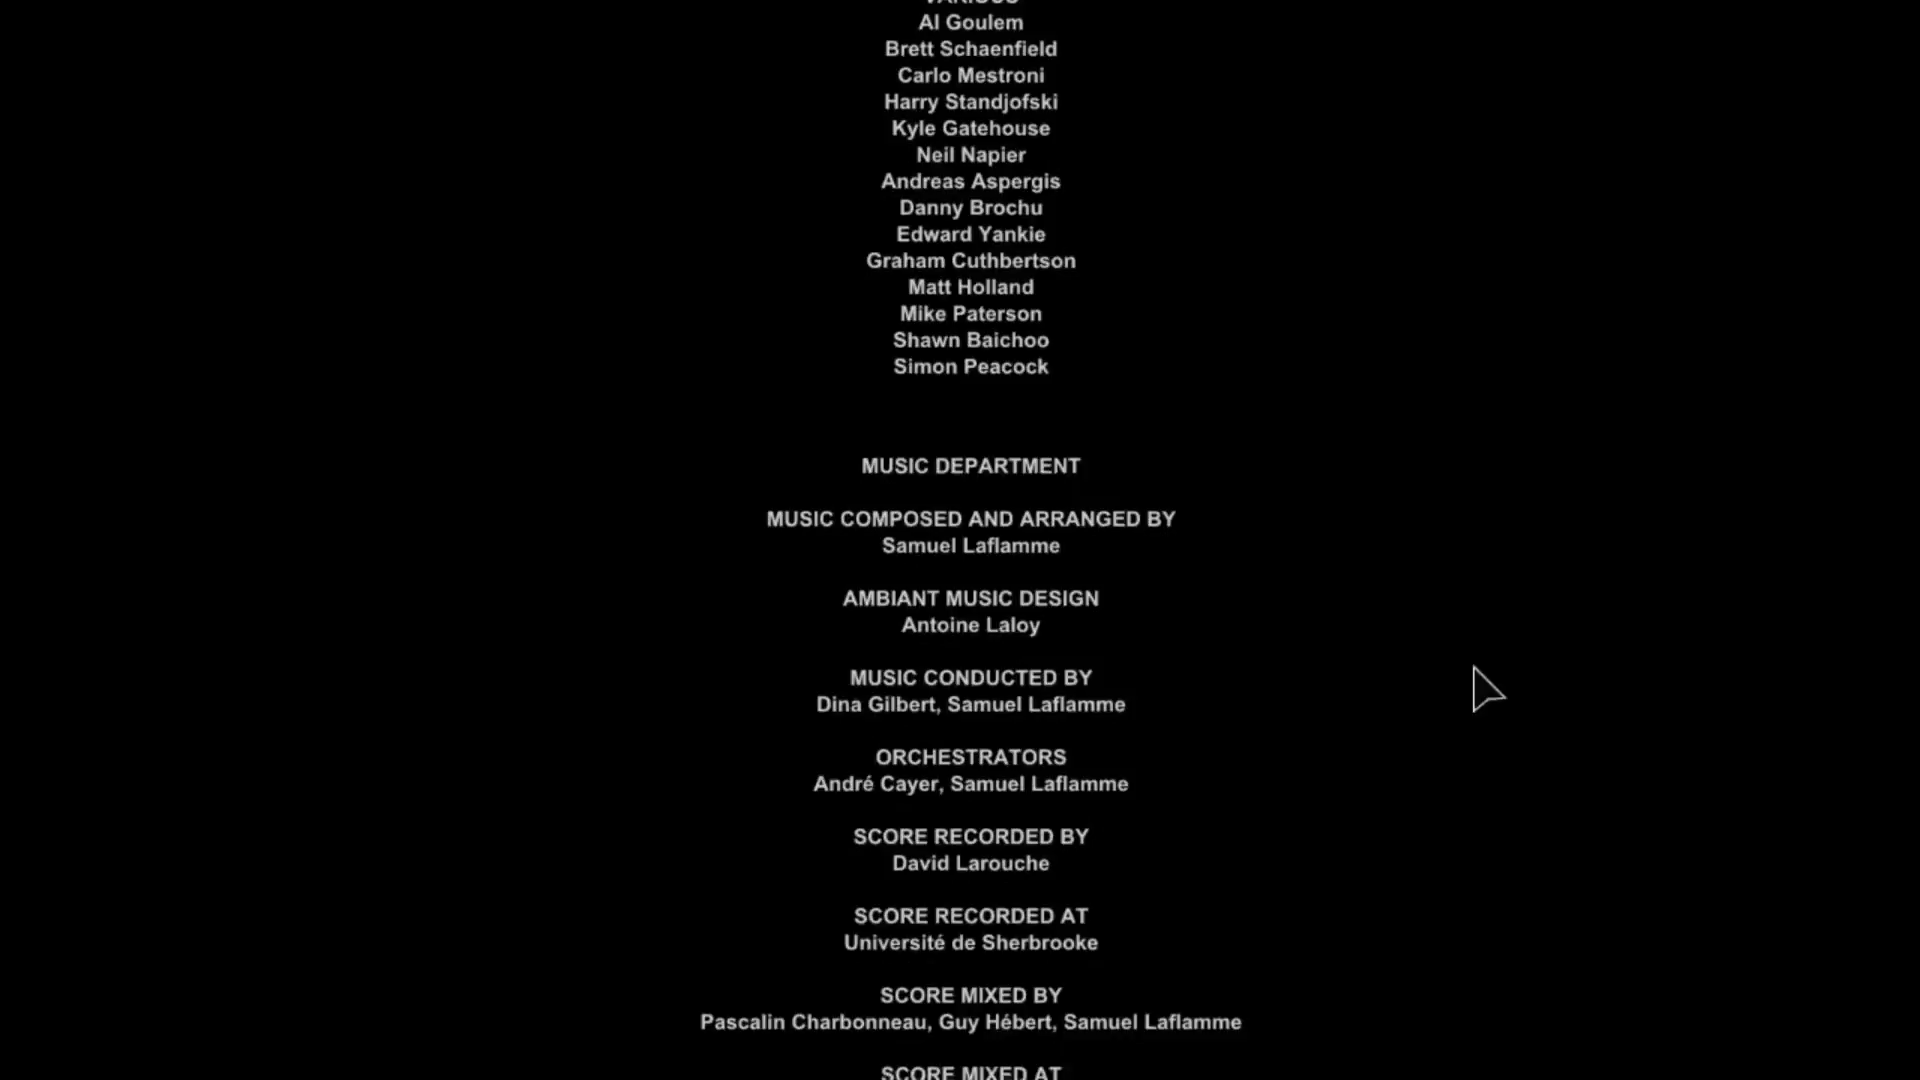 VARIOUS
Al Goulem
Brett Schaenfield
Carlo Mestroni
Harry Standjofski
Kyle Gatehouse
Neil Napier
Andreas Aspergis
Danny Brochu
Edward Yankie
Graham Cuthbertson
Matt Holland
Mike Paterson
Shawn Baichoo
Simon Peacock
MUSIC DEPARTMENT
MUSIC COMPOSED AND ARRANGED BY
Samuel Laflamme
AMBIANT MUSIC DESIGN
Antoine Laloy
MUSIC CONDUCTED BY
Dina Gilbert, Samuel Laflamme
ORCHESTRATORS
André Cayer, Samuel Laflamme
SCORE RECORDED BY
David Larouche
SCORE RECORDED AT
Université de Sherbrooke
SCORE MIXED BY
Pascalin Charbonneau, Guy Hébert, Samuel Laflamme
SCORE MIXED AT